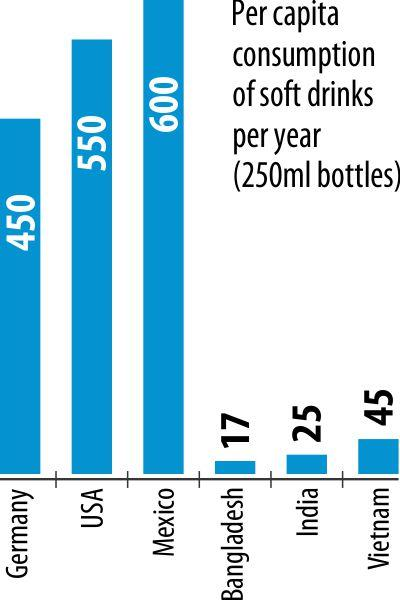 Per capita
consumption
of soft drinks
per year
(250ml bottles)
450
550
600
17
25
45
Germany
USA
Mexico
Bangladesh
India
Vietnam